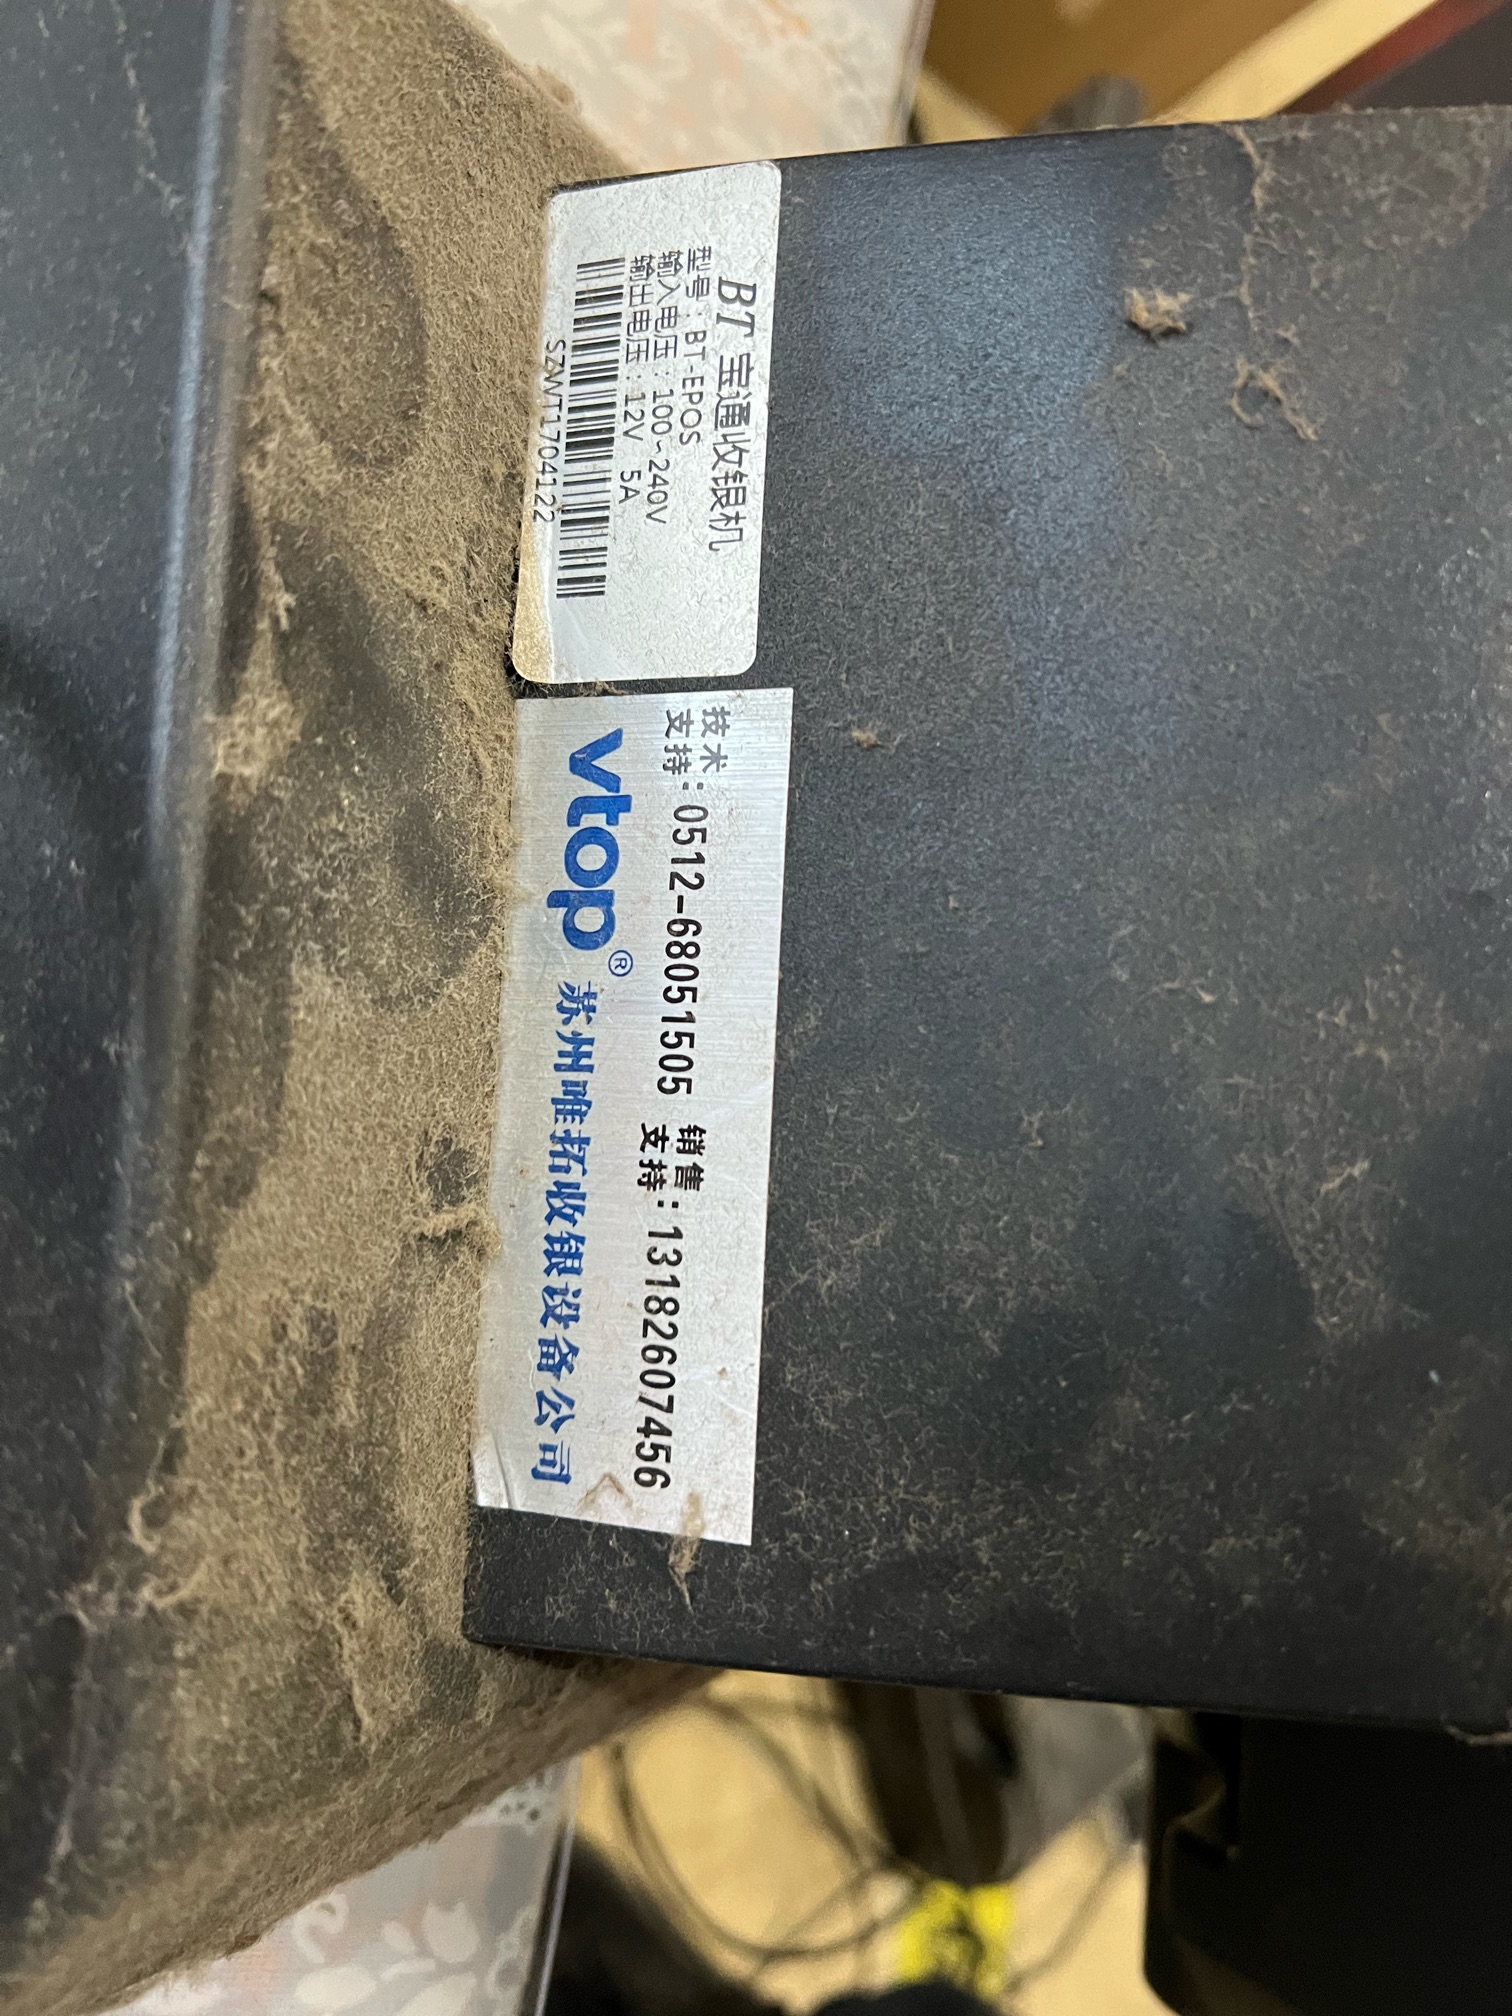 BT 宝通收银机
型号：BT-EPOS
输入电压：100~240V
输出电压：12V 5A
SZWT1704122
技术支持：0512-68051505 销售支持：13182607456
vtop® 苏州唯拓收银设备公司